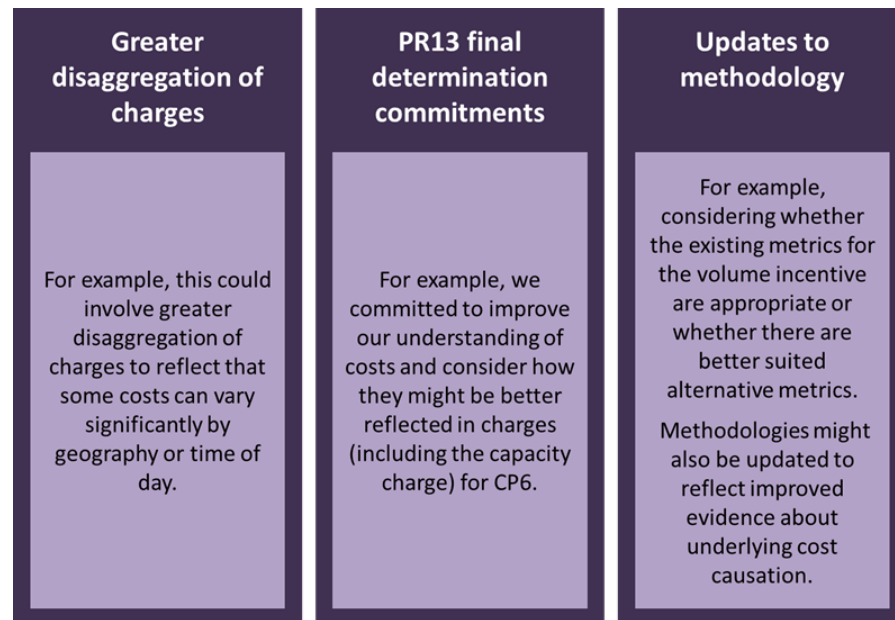 Greater
disaggregation of
charges
For example, this could
involve greater
disaggregation of
charges to reflect that
some costs can vary
significantly by
geography or time of
day.
PR13 final
determination
commitments
For example, we
committed to improve
our understanding of
costs and consider how
they might be better
reflected in charges
(including the capacity
charge) for CP6.
Updates to
methodology
For example,
considering whether
the existing metrics for
the volume incentive
are appropriate or
whether there are
better suited
alternative metrics.
Methodologies might
also be updated to
reflect improved
evidence about
underlying cost
causation.